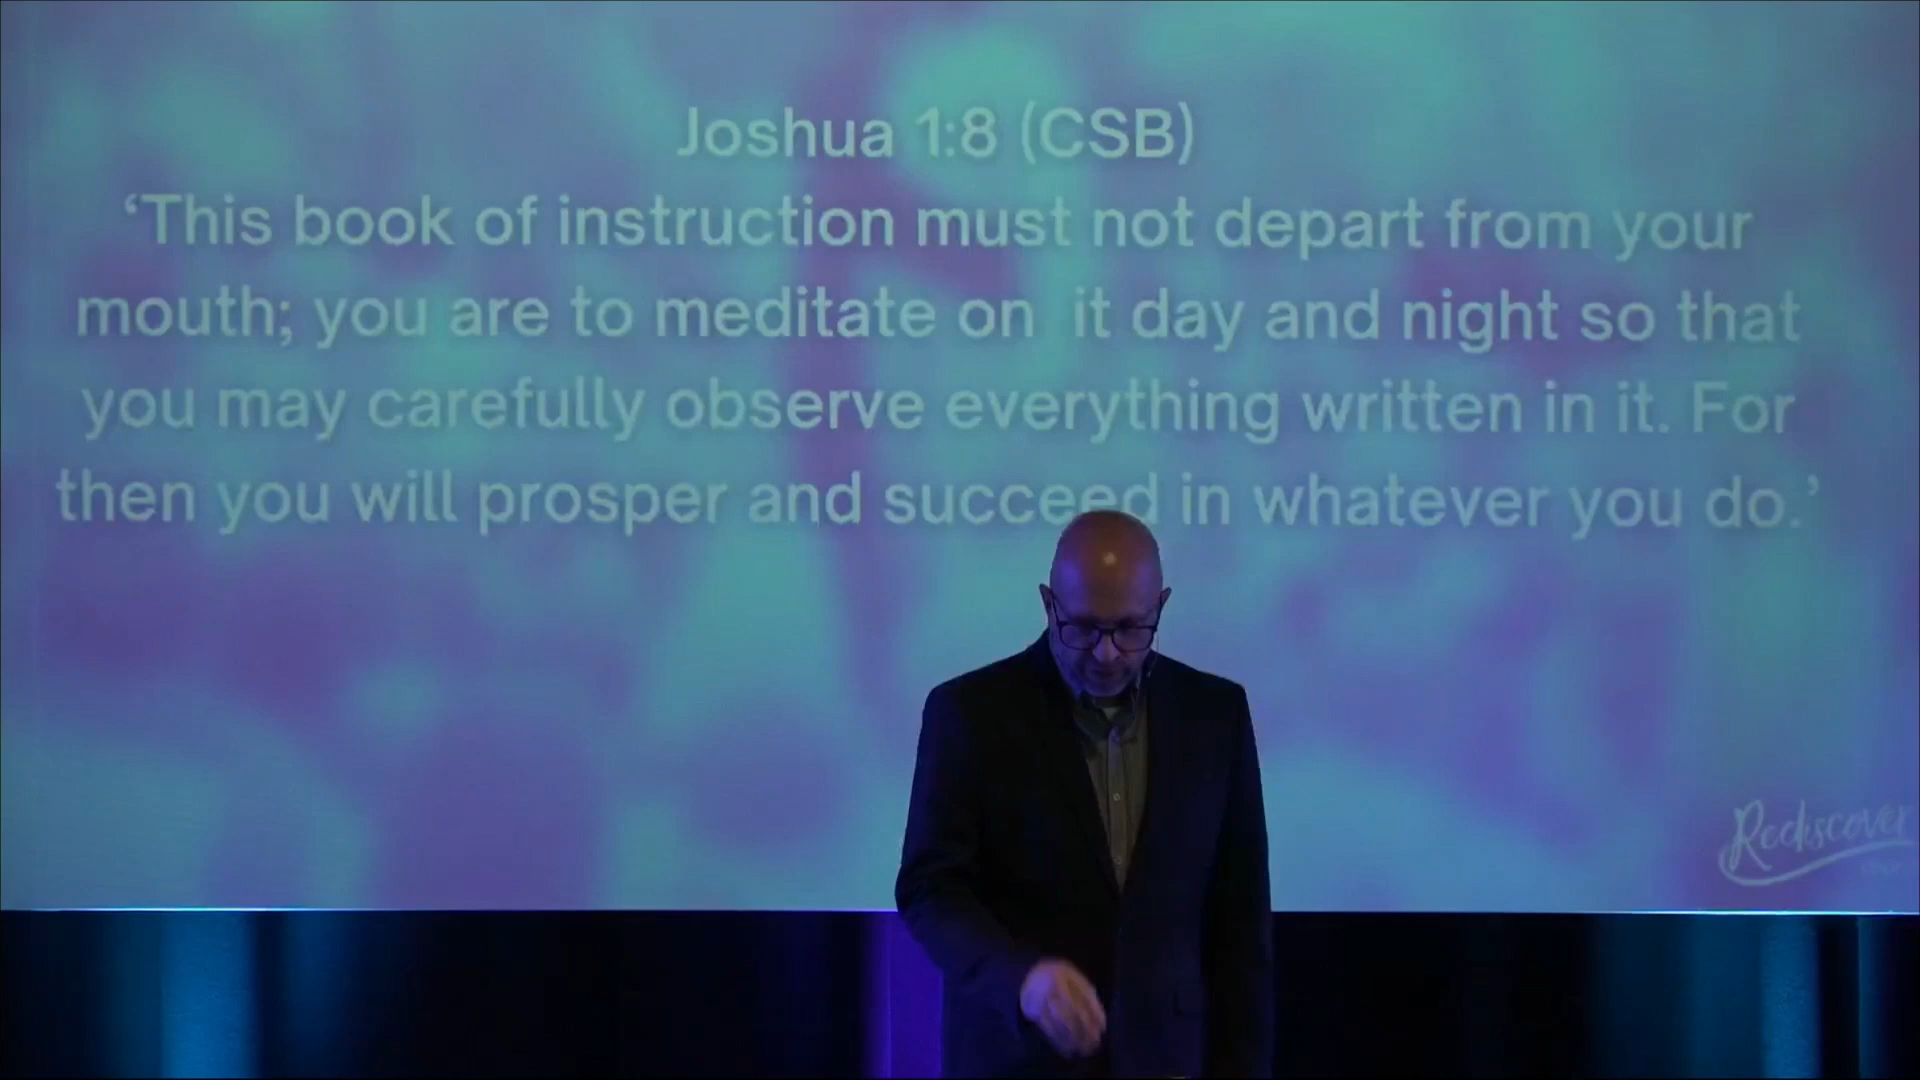 Joshua 1:8 (CSB)
‘This book of instruction must not depart from your
mouth; you are to meditate on it day and night so that
you may carefully observe everything written in it. For
then you will prosper and succeed in whatever you do.’
Rediscover